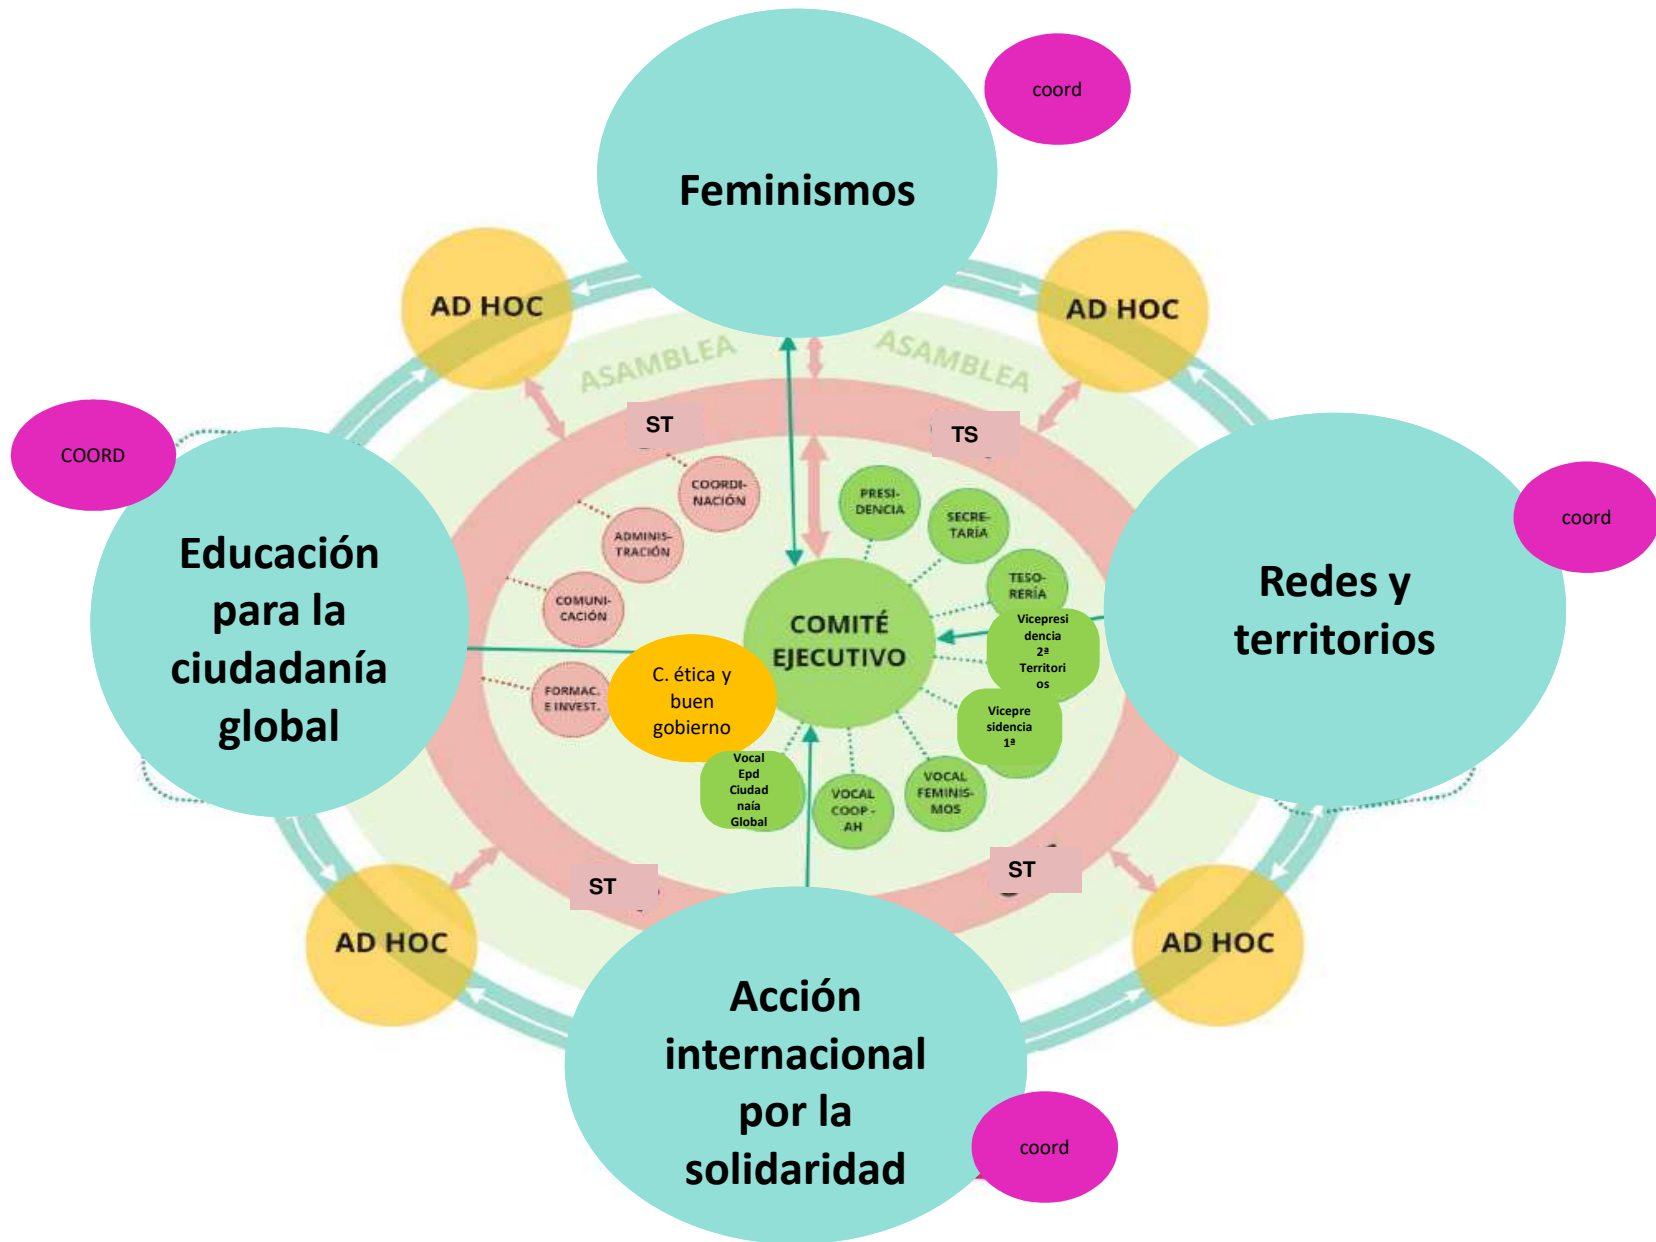 coord
Feminismos
AD HOC
AD HOC
ASAMBLEA
ASAMBLEA
ST
TS
COORD
coord
COORDI-
NACIÓN
ADMINIS-
TRACIÓN
COMUNI-
CACIÓN
FORMAC.
E INVEST.
PRESI-
DENCIA
SECRE-
TARÍA
TESO-
RERÍA
Vicepresi
dencia
2ª
Territori
os
Vicepre
sidencia
1ª
COMITÉ
EJECUTIVO
C. ética y
buen
gobierno
Vocal
Epd
Ciudad
naía
Global
VOCAL
COOP -
AH
VOCAL
FEMINIS-
MOS
Educación
para la
ciudadanía
global
Redes y
territorios
ST
ST
AD HOC
AD HOC
Acción
internacional
por la
solidaridad
coord